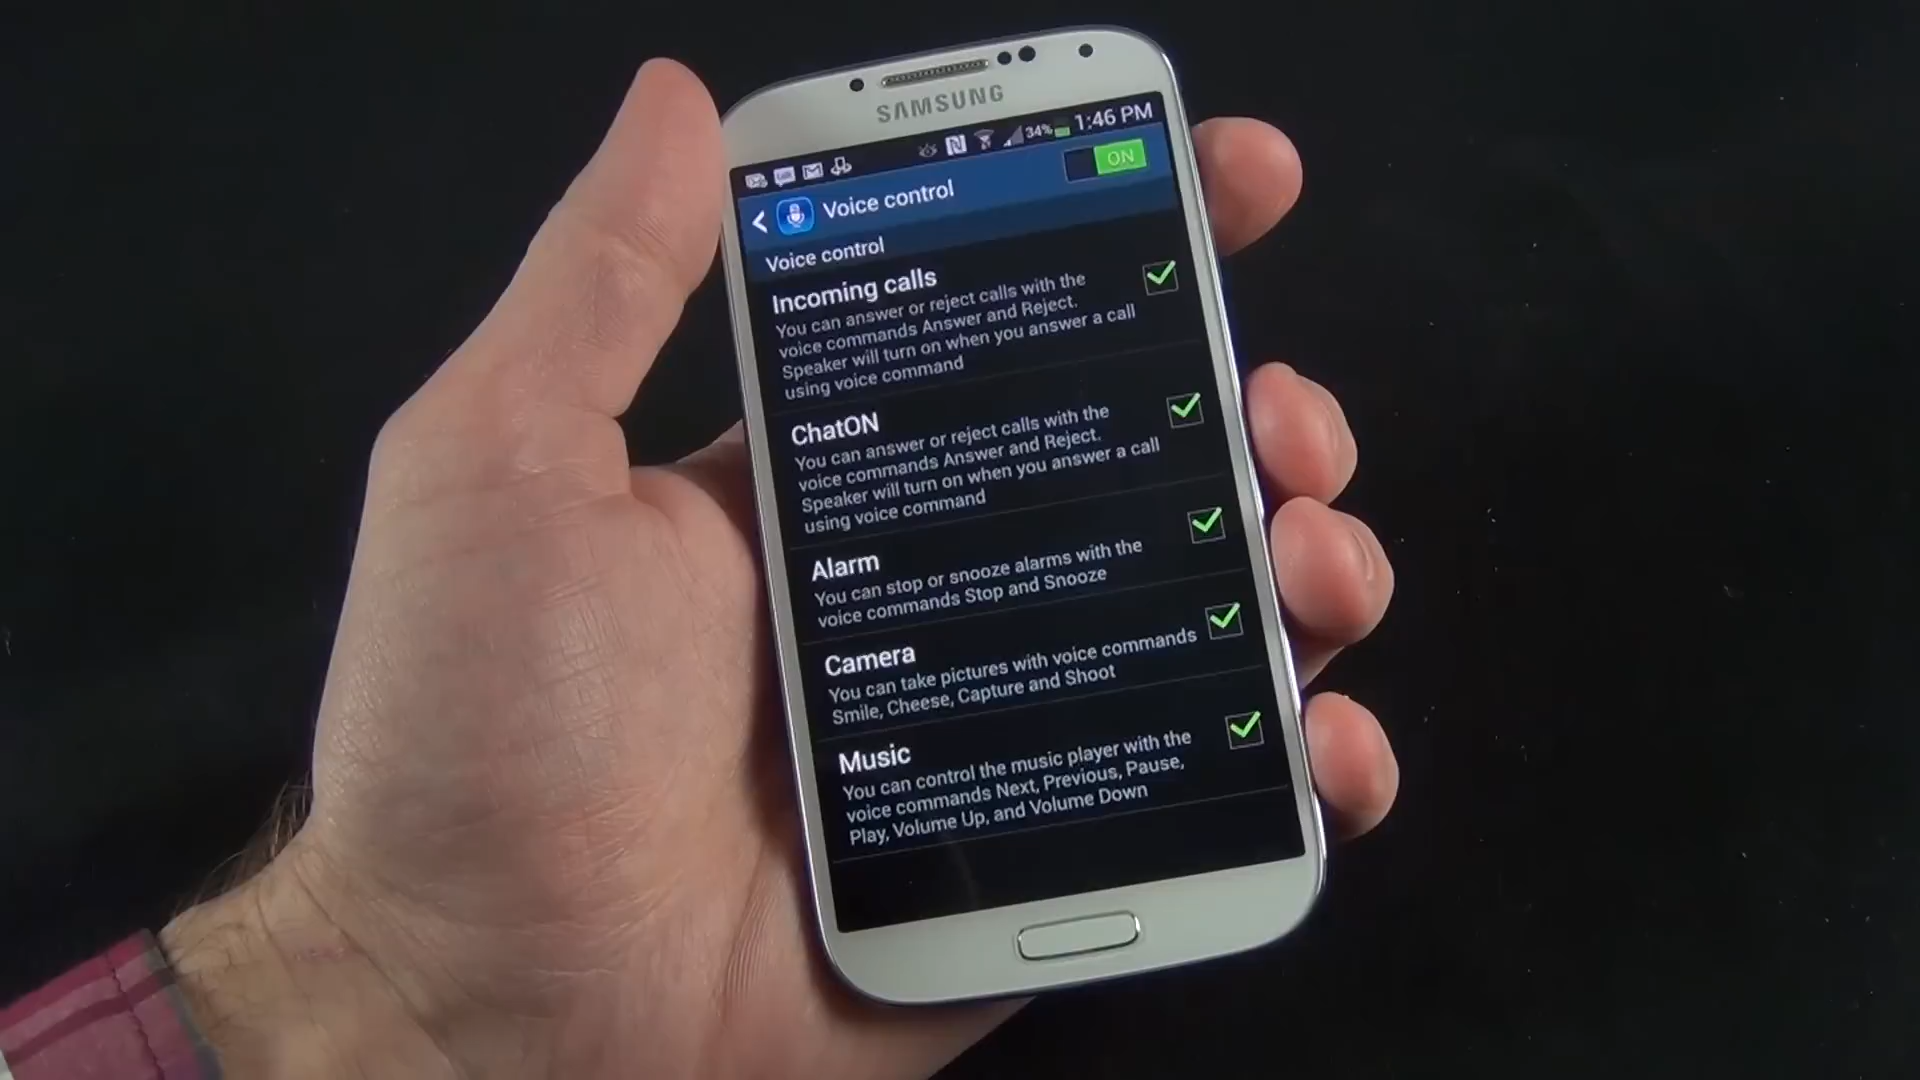 SAMSUNG
34% 1:46 PM
Voice control ON
Voice control
Incoming calls
You can answer or reject calls with the
voice commands Answer and Reject.
Speaker will turn on when you answer a call
using voice command
ChatON
You can answer or reject calls with the
voice commands Answer and Reject.
Speaker will turn on when you answer a call
using voice command
Alarm
You can stop or snooze alarms with the
voice commands Stop and Snooze
Camera
You can take pictures with voice commands
Smile, Cheese, Capture and Shoot
Music
You can control the music player with the
voice commands Next, Previous, Pause,
Play, Volume Up, and Volume Down